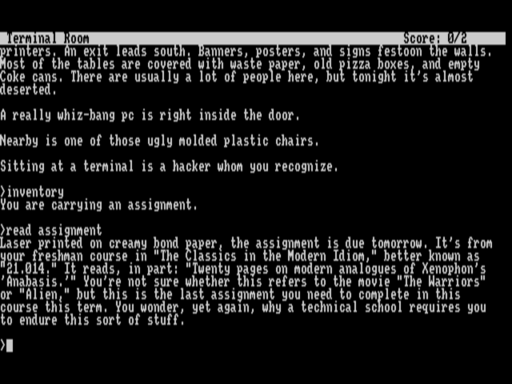 Terminal Room Score: 0/2
printers. An exit leads south. Banners, posters, and signs festoon the walls.
Most of the tables are covered with waste paper, old pizza boxes, and empty
Coke cans. There are usually a lot of people here, but tonight it's almost
deserted.
A really whiz-bang pc is right inside the door.
Nearby is one of those ugly molded plastic chairs.
Sitting at a terminal is a hacker whom you recognize.
>inventory
You are carrying an assignment.
>read assignment
Laser printed on creamy bond paper, the assignment is due tomorrow. It's from
your freshman course in "The Classics in the Modern Idiom," better known as
"21.014." It reads, in part: "Twenty pages on modern analogues of Xenophon's
'Anabasis.'" You're not sure whether this refers to the movie "The Warriors"
or "Alien," but this is the last assignment you need to complete in this
course this term. You wonder, yet again, why a technical school requires you
to endure this sort of stuff.
>